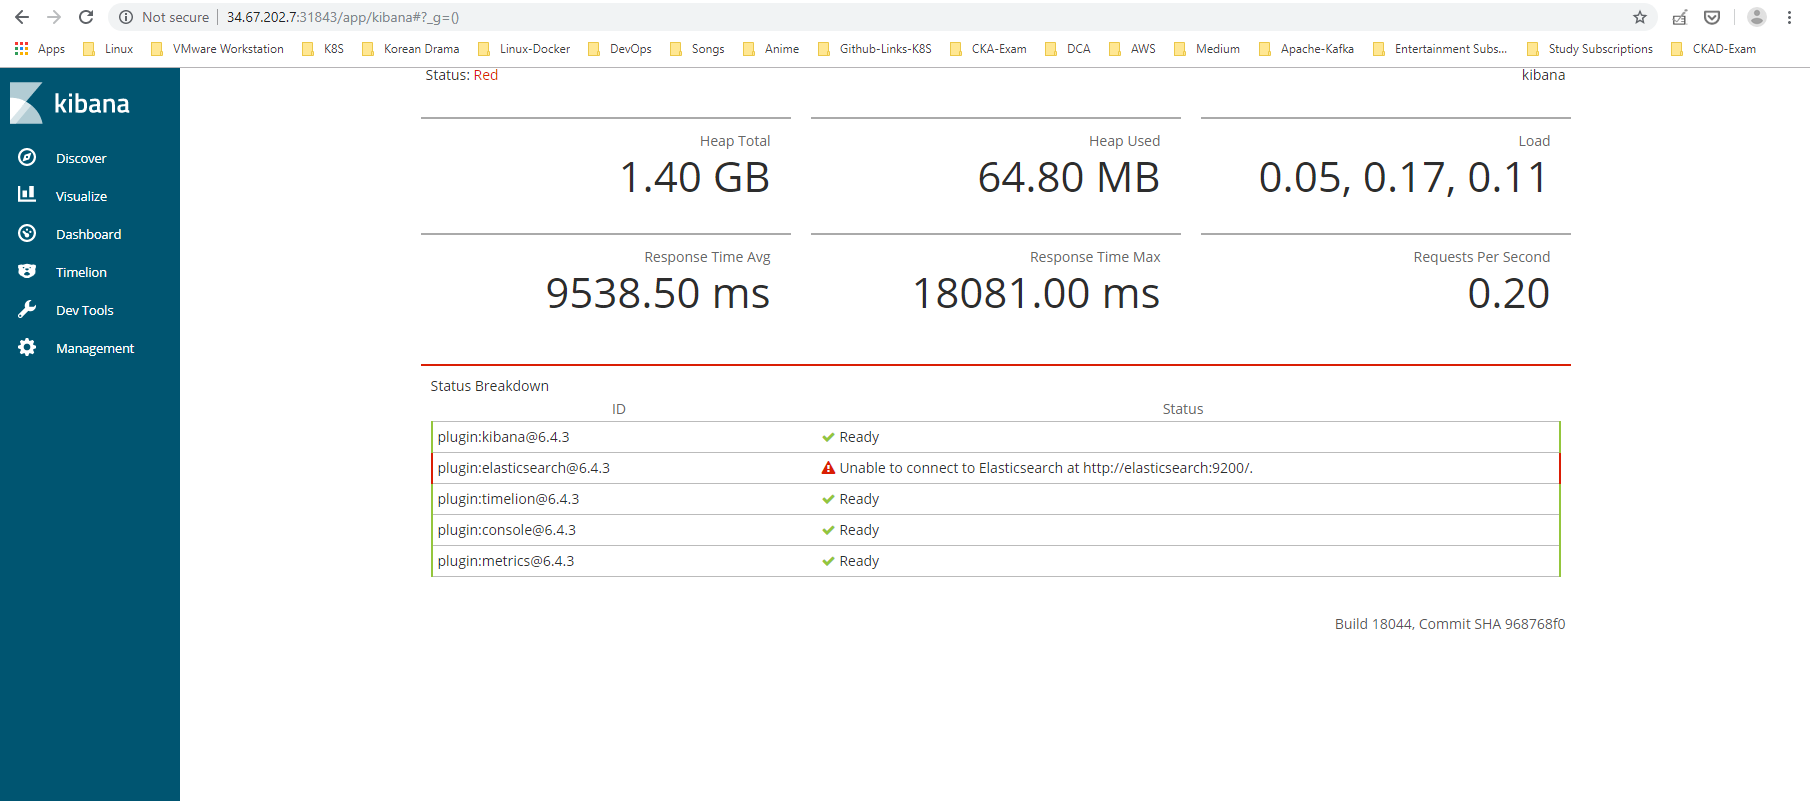 Not secure | 34.67.202.7:31843/app/kibana#?_g=()
Apps Linux VMware Workstation K8S Korean Drama Linux-Docker DevOps Songs Anime Github-Links-K8S CKA-Exam DCA AWS Medium Apache-Kafka Entertainment Subs... Study Subscriptions CKAD-Exam
kibana
Discover
Visualize
Dashboard
Timelion
Dev Tools
Management
Status: Red kibana
Heap Total Heap Used Load
1.40 GB 64.80 MB 0.05, 0.17, 0.11
Response Time Avg Response Time Max Requests Per Second
9538.50 ms 18081.00 ms 0.20
Status Breakdown
ID Status
plugin:kibana@6.4.3 Ready
plugin:elasticsearch@6.4.3 Unable to connect to Elasticsearch at http://elasticsearch:9200/.
plugin:timelion@6.4.3 Ready
plugin:console@6.4.3 Ready
plugin:metrics@6.4.3 Ready
Build 18044, Commit SHA 968768f0